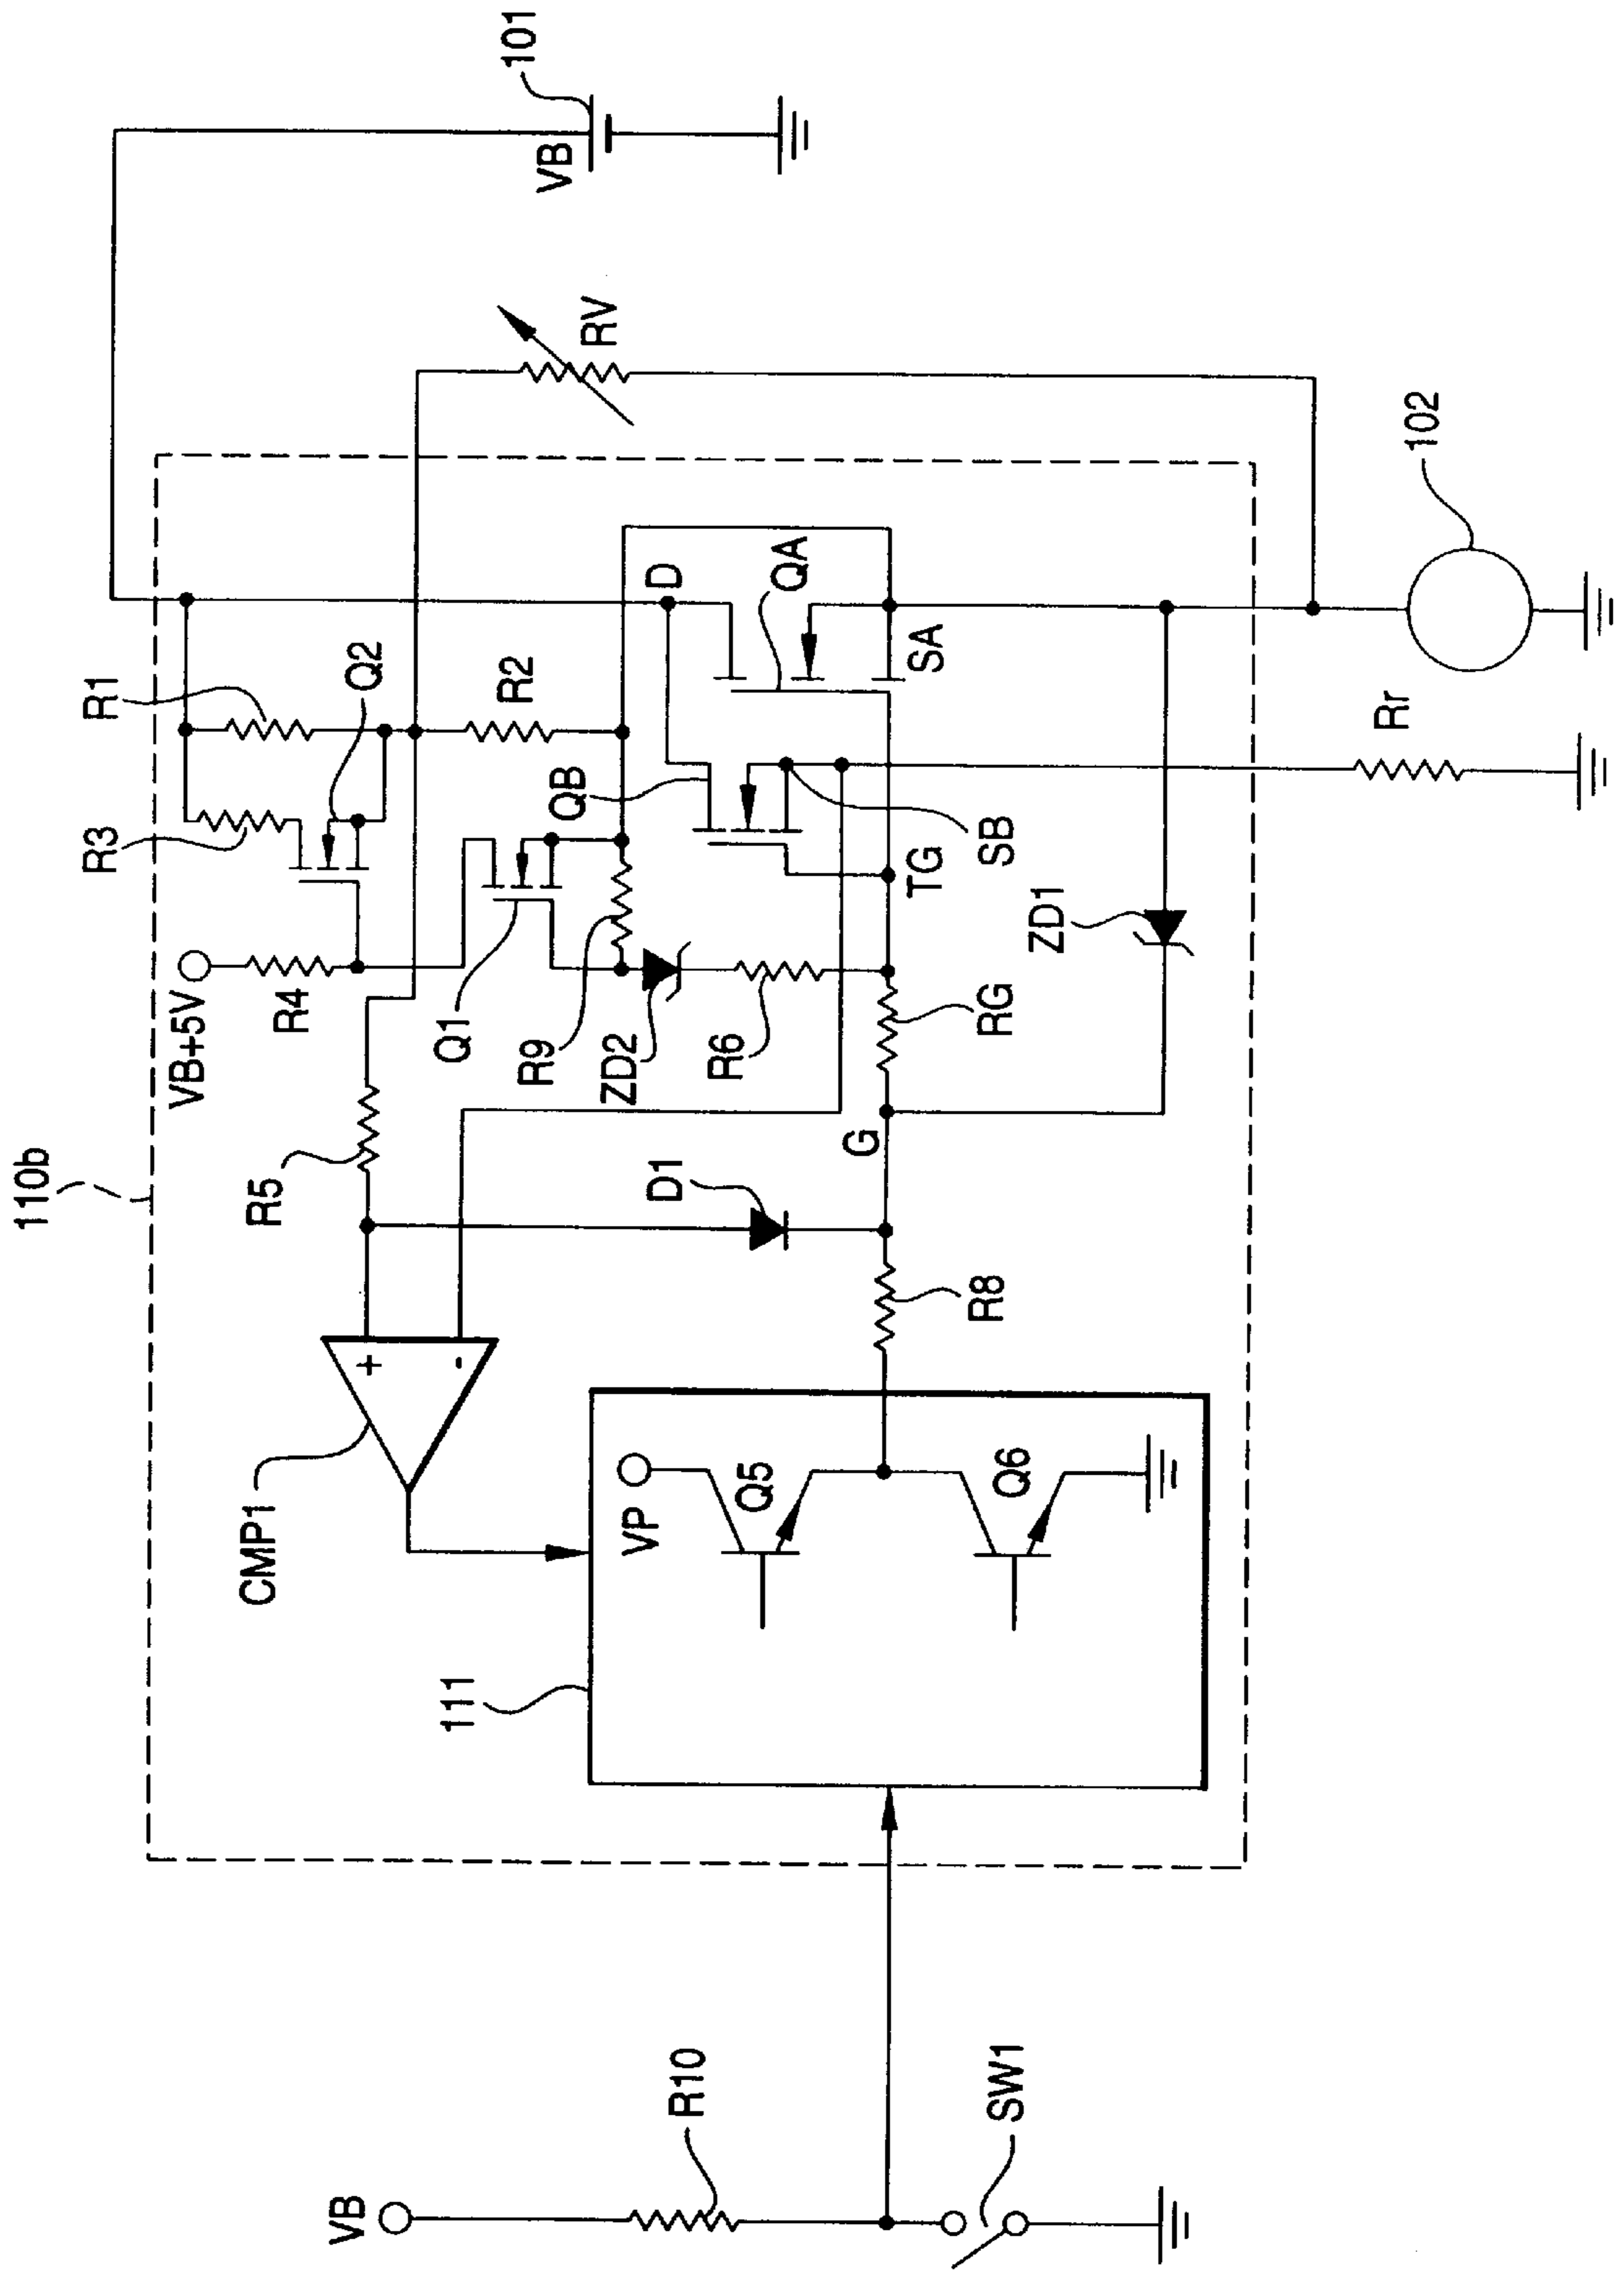 110b
VB
101
RV
102
Rr
R1
Q2
R3
R2
D
QA
SA
QB
SB
TG
VB+5V
R4
Q1
R9
ZD2
R6
RG
ZD1
R5
D1
G
R8
CMP1
+
-
111
VP
Q5
Q6
VB
R10
SW1